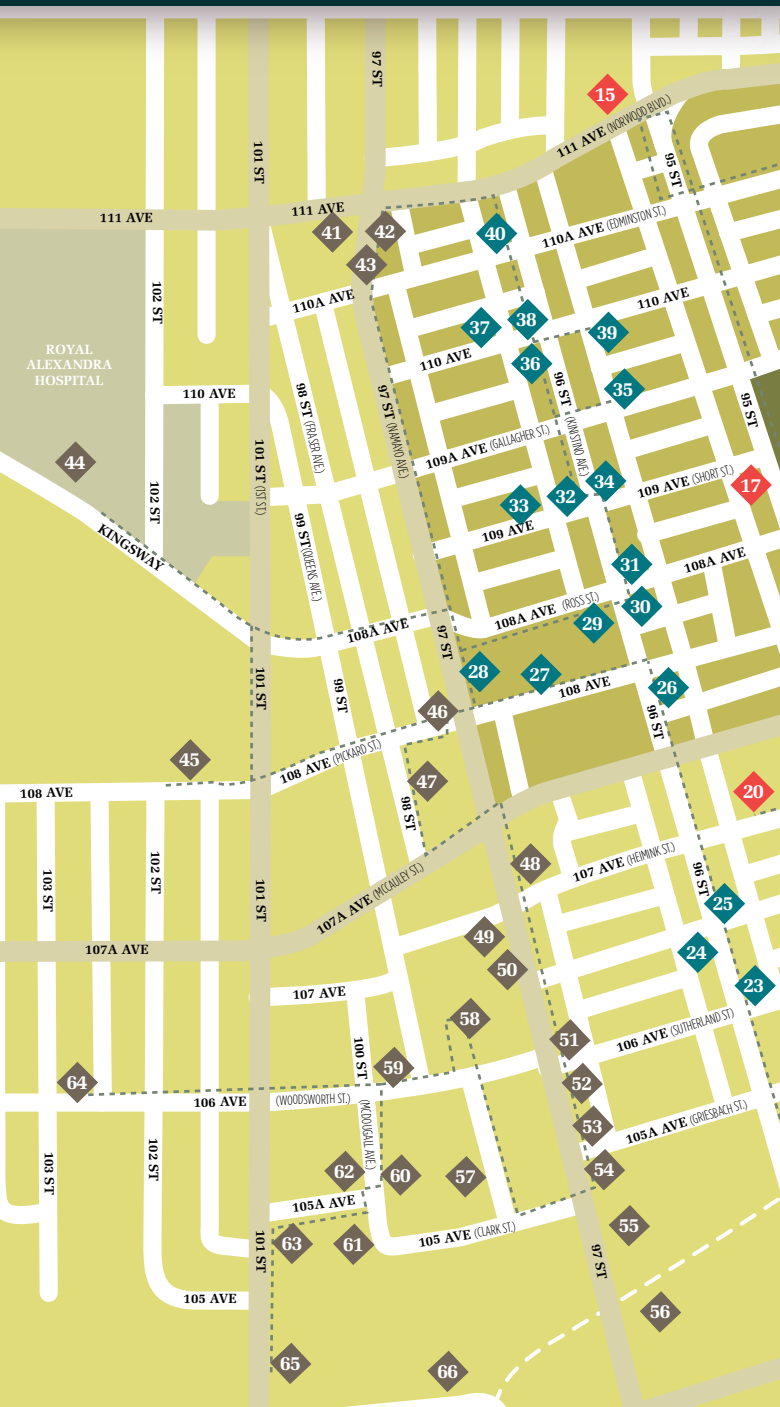 97 ST
15
111 AVE (NORWOOD BLVD.)
101 ST
95 ST
111 AVE
111 AVE
41
42
40
110A AVE (EDMINSTON ST.)
43
102 ST
110A AVE
110 AVE
37
38
39
ROYAL
ALEXANDRA
HOSPITAL
110 AVE
36
110 AVE
98 ST (FRASER AVE.)
97 ST (NAMAYO AVE.)
96 ST (KINISTINO AVE.)
35
95 ST
109A AVE (GALLAGHER ST.)
44
101 ST (1ST ST.)
102 ST
34
109 AVE (SHORT ST.)
17
32
33
109 AVE
KINGSWAY
99 ST (QUEENS AVE.)
31
108A AVE
108A AVE (ROSS ST.)
30
29
108A AVE
97 ST
28
27
108 AVE
26
101 ST
99 ST
46
96 ST
45
108 AVE (PICKARD ST.)
47
108 AVE
20
98 ST
48
107 AVE (HEIMINK ST.)
103 ST
102 ST
101 ST
107A AVE (MCCAULEY ST.)
96 ST
25
49
107A AVE
24
50
23
107 AVE
58
51
106 AVE (SUTHERLAND ST)
100 ST
59
64
52
106 AVE
(WOODSWORTH ST.)
(MCDOUGALL AVE.)
53
105A AVE (GRIESBACH ST.)
103 ST
102 ST
62
60
57
54
105A AVE
55
63
61
105 AVE (CLARK ST.)
101 ST
97 ST
105 AVE
56
65
66